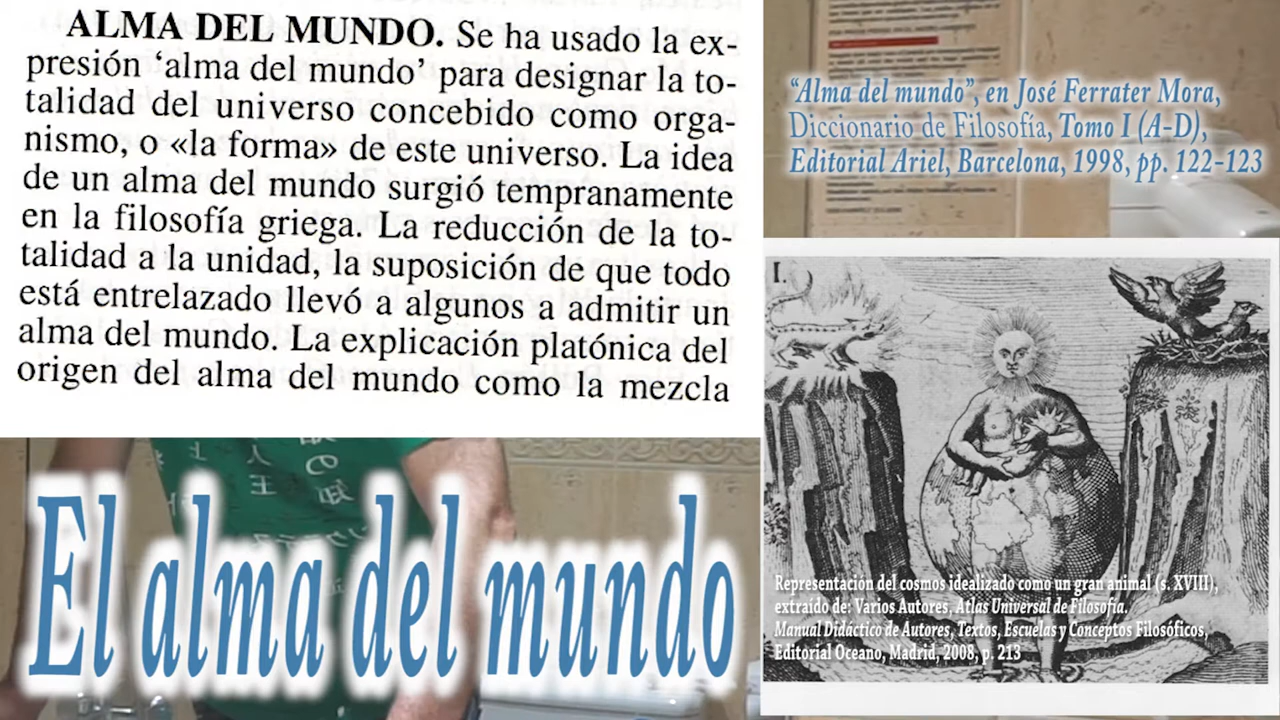 ALMA DEL MUNDO. Se ha usado la ex-
presión ‘alma del mundo’ para designar la to-
talidad del universo concebido como orga-
nismo, o «la forma» de este universo. La idea
de un alma del mundo surgió tempranamente
en la filosofía griega. La reducción de la to-
talidad a la unidad, la suposición de que todo
está entrelazado llevó a algunos a admitir un
alma del mundo. La explicación platónica del
origen del alma del mundo como la mezcla
“Alma del mundo”, en José Ferrater Mora,
Diccionario de Filosofía, Tomo I (A-D),
Editorial Ariel, Barcelona, 1998, pp. 122-123
I.
Representación del cosmos idealizado como un gran animal (s. XVIII),
extraído de: Varios Autores, Atlas Universal de Filosofía.
Manual Didáctico de Autores, Textos, Escuelas y Conceptos Filosóficos,
Editorial Oceano, Madrid, 2008, p. 213
El alma del mundo